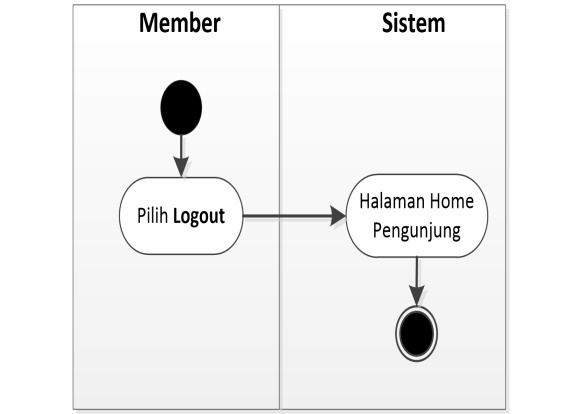 Member
Sistem
Pilih Logout
Halaman Home
Pengunjung